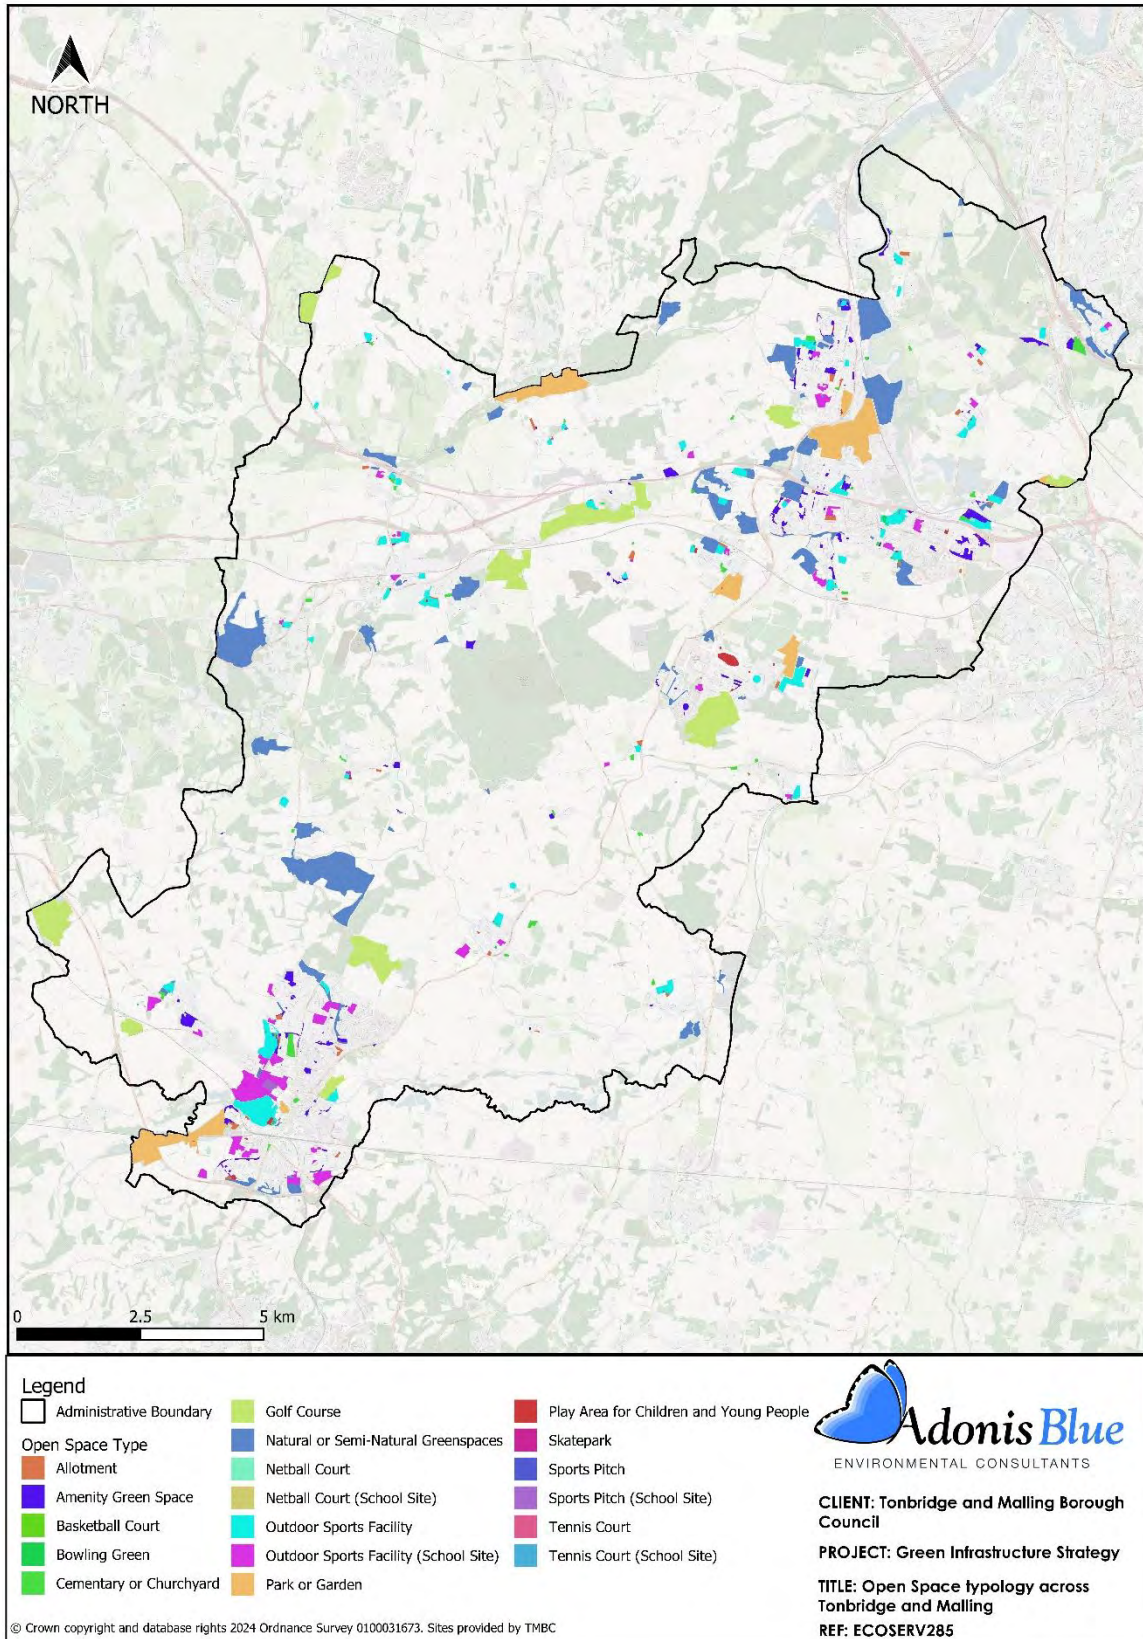 NORTH
0 2.5 5 km
Legend
Administrative Boundary
Open Space Type
Allotment
Amenity Green Space
Basketball Court
Bowling Green
Cementary or Churchyard
Golf Course
Natural or Semi-Natural Greenspaces
Netball Court
Netball Court (School Site)
Outdoor Sports Facility
Outdoor Sports Facility (School Site)
Park or Garden
Play Area for Children and Young People
Skatepark
Sports Pitch
Sports Pitch (School Site)
Tennis Court
Tennis Court (School Site)
Adonis Blue
ENVIRONMENTAL CONSULTANTS
CLIENT: Tonbridge and Malling Borough
Council
PROJECT: Green Infrastructure Strategy
TITLE: Open Space typology across
Tonbridge and Malling
REF: ECOSERV285
© Crown copyright and database rights 2024 Ordnance Survey 0100031673. Sites provided by TMBC